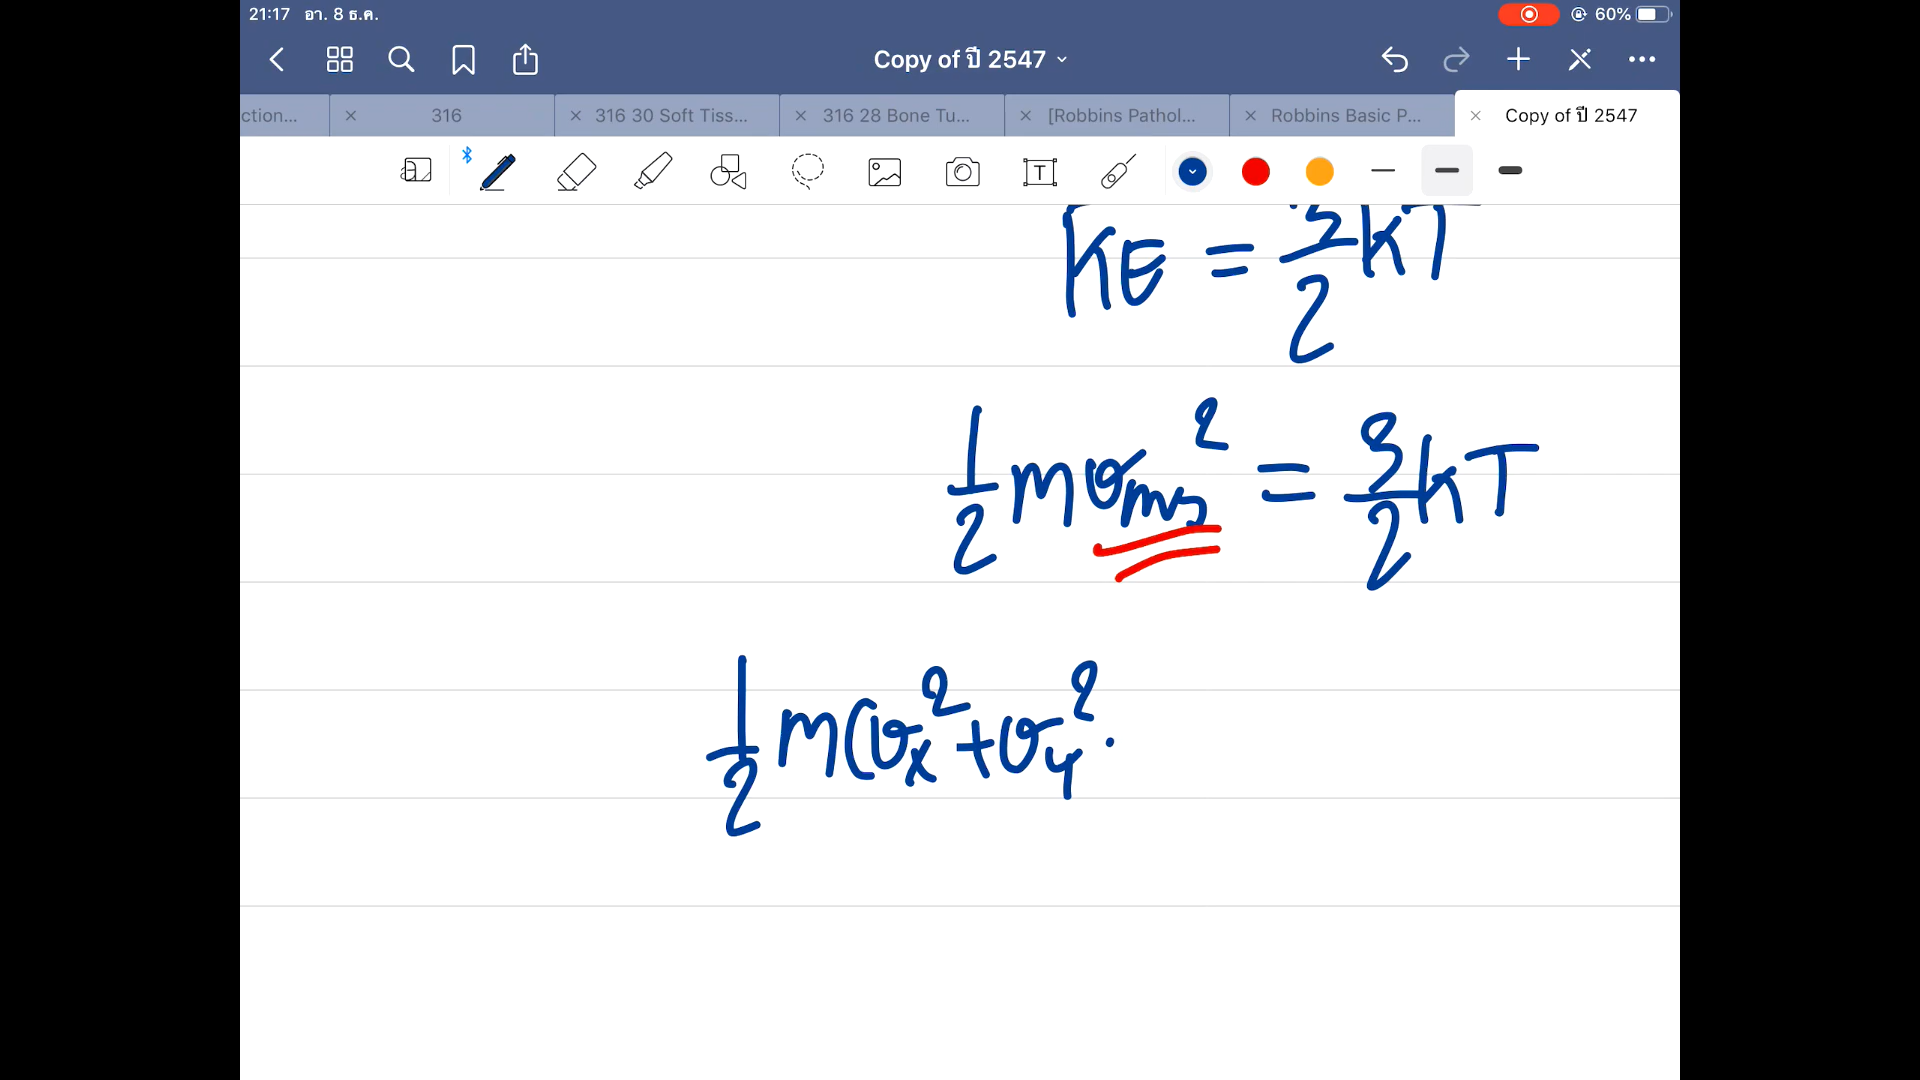 21:17 อา. 8 ธ.ค. 60%
Copy of ปี 2547
ction... 316 316 30 Soft Tiss... 316 28 Bone Tu... [Robbins Pathol... Robbins Basic P... Copy of ปี 2547
KE = 3/2 kT
1/2 m v_rms^2 = 3/2 kT
1/2 m(v_x^2 + v_y^2